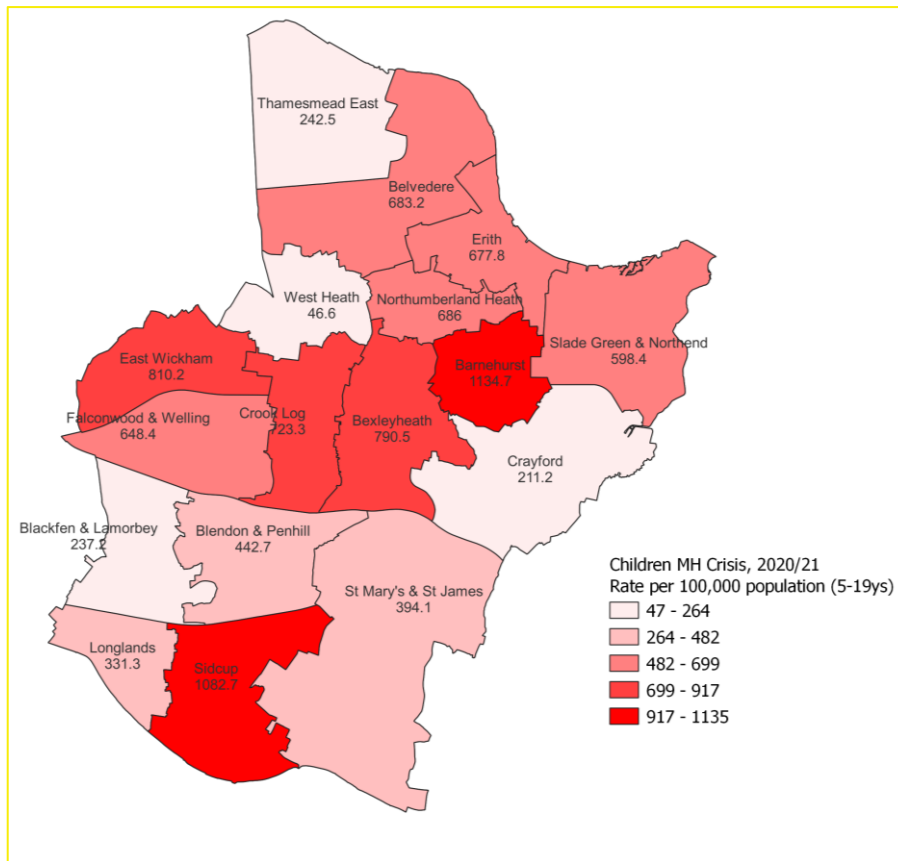 Thamesmead East
242.5
Belvedere
683.2
Erith
677.8
West Heath
46.6
Northumberland Heath
686
Slade Green & Northend
598.4
East Wickham
810.2
Barnehurst
1134.7
Falconwood & Welling
648.4
Crook Log
723.3
Bexleyheath
790.5
Crayford
211.2
Blackfen & Lamorbey
237.2
Blendon & Penhill
442.7
St Mary's & St James
394.1
Longlands
331.3
Sidcup
1082.7
Children MH Crisis, 2020/21
Rate per 100,000 population (5-19ys)
47 - 264
264 - 482
482 - 699
699 - 917
917 - 1135